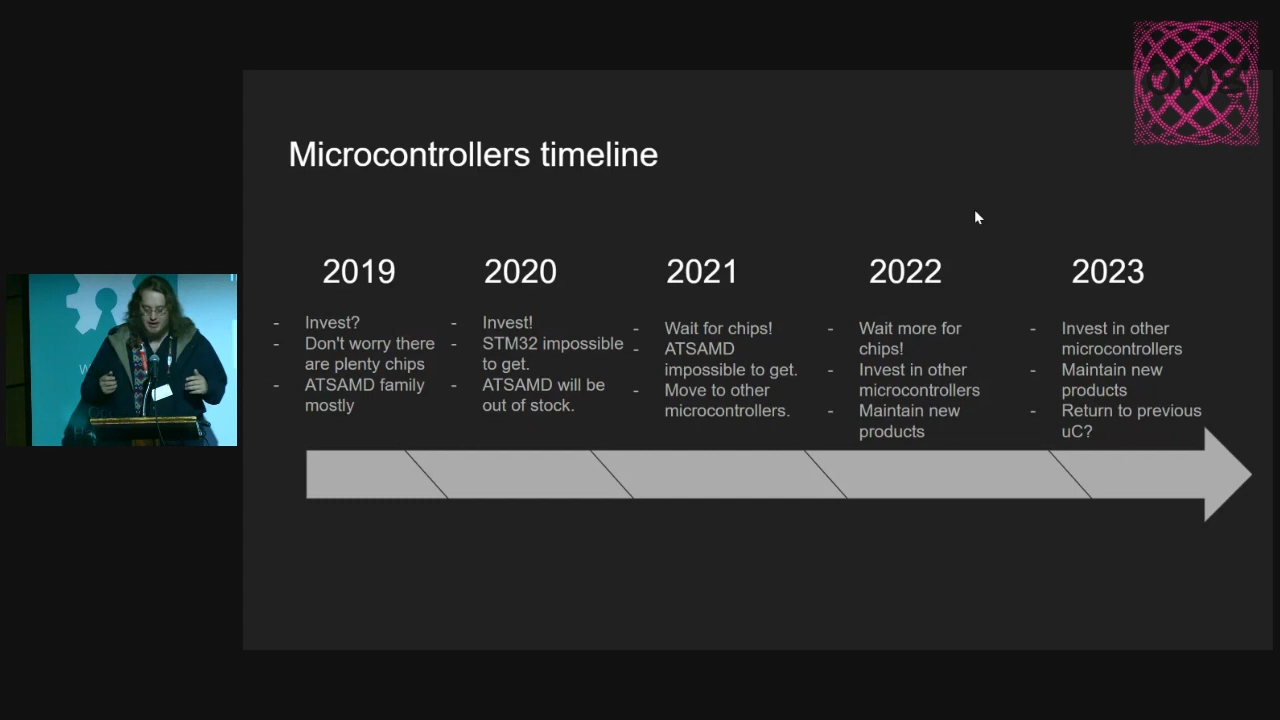 Microcontrollers timeline
2019
2020
2021
2022
2023
- Invest?
- Don't worry there
are plenty chips
- ATSAMD family
mostly
- Invest!
- STM32 impossible
to get.
- ATSAMD will be
out of stock.
- Wait for chips!
- ATSAMD
impossible to get.
- Move to other
microcontrollers.
- Wait more for
chips!
- Invest in other
microcontrollers
- Maintain new
products
- Invest in other
microcontrollers
- Maintain new
products
- Return to previous
uC?